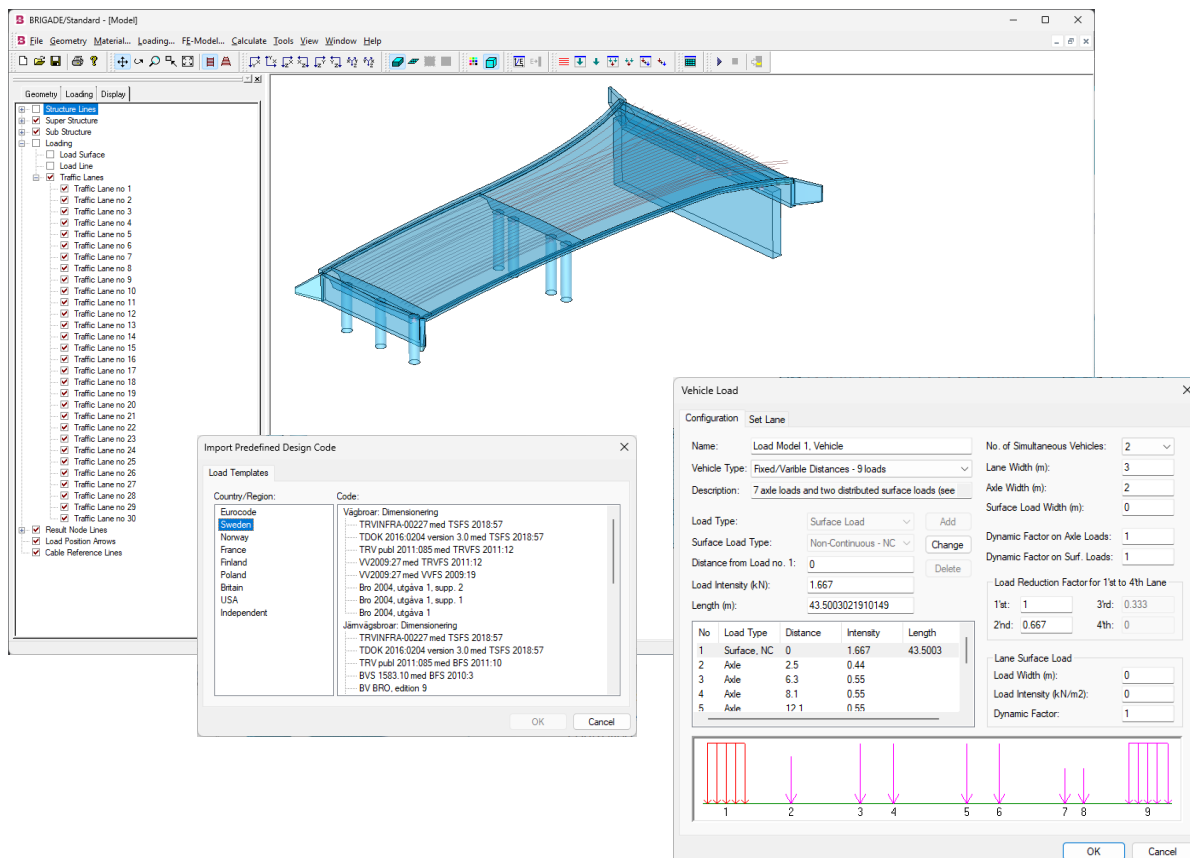 BRIGADE/Standard - [Model]
File Geometry Material... Loading... FE-Model... Calculate Tools View Window Help
Geometry Loading Display
Structure Lines
Super Structure
Sub Structure
Loading
Load Surface
Load Line
Traffic Lanes
Traffic Lane no 1
Traffic Lane no 2
Traffic Lane no 3
Traffic Lane no 4
Traffic Lane no 5
Traffic Lane no 6
Traffic Lane no 7
Traffic Lane no 8
Traffic Lane no 9
Traffic Lane no 10
Traffic Lane no 11
Traffic Lane no 12
Traffic Lane no 13
Traffic Lane no 14
Traffic Lane no 15
Traffic Lane no 16
Traffic Lane no 17
Traffic Lane no 18
Traffic Lane no 19
Traffic Lane no 20
Traffic Lane no 21
Traffic Lane no 22
Traffic Lane no 23
Traffic Lane no 24
Traffic Lane no 25
Traffic Lane no 26
Traffic Lane no 27
Traffic Lane no 28
Traffic Lane no 29
Traffic Lane no 30
Result Node Lines
Load Position Arrows
Cable Reference Lines
Import Predefined Design Code
Load Templates
Country/Region:
Eurocode
Sweden
Norway
France
Finland
Poland
Britain
USA
Independent
Code:
Vägbroar: Dimensionering
TRVINFRA-00227 med TSFS 2018:57
TDOK 2016:0204 version 3.0 med TSFS 2018:57
TRV publ 2011:085 med TRVFS 2011:12
VV2009:27 med TRVFS 2011:12
VV2009:27 med VVFS 2009:19
Bro 2004, utgåva 1, supp. 2
Bro 2004, utgåva 1, supp. 1
Bro 2004, utgåva 1
Järnvägsbroar: Dimensionering
TRVINFRA-00227 med TSFS 2018:57
TDOK 2016:0204 version 3.0 med TSFS 2018:57
TRV publ 2011:085 med BFS 2011:10
BVS 1583.10 med BFS 2010:3
BV BRO, edition 9
OK Cancel
Vehicle Load
Configuration Set Lane
Name: Load Model 1, Vehicle
Vehicle Type: Fixed/Varible Distances - 9 loads
Description: 7 axle loads and two distributed surface loads (see
Load Type: Surface Load Add
Surface Load Type: Non-Continuous - NC Change
Distance from Load no. 1: 0 Delete
Load Intensity (kN): 1.667
Length (m): 43.5003021910149
No Load Type Distance Intensity Length
1 Surface, NC 0 1.667 43.5003
2 Axle 2.5 0.44
3 Axle 6.3 0.55
4 Axle 8.1 0.55
5 Axle 12.1 0.55
No. of Simultaneous Vehicles: 2
Lane Width (m): 3
Axle Width (m): 2
Surface Load Width (m): 0
Dynamic Factor on Axle Loads: 1
Dynamic Factor on Surf. Loads: 1
Load Reduction Factor for 1'st to 4'th Lane
1'st: 1 3'rd: 0.333
2'nd: 0.667 4'th: 0
Lane Surface Load
Load Width (m): 0
Load Intensity (kN/m2): 0
Dynamic Factor: 1
1 2 3 4 5 6 7 8 9
OK Cancel